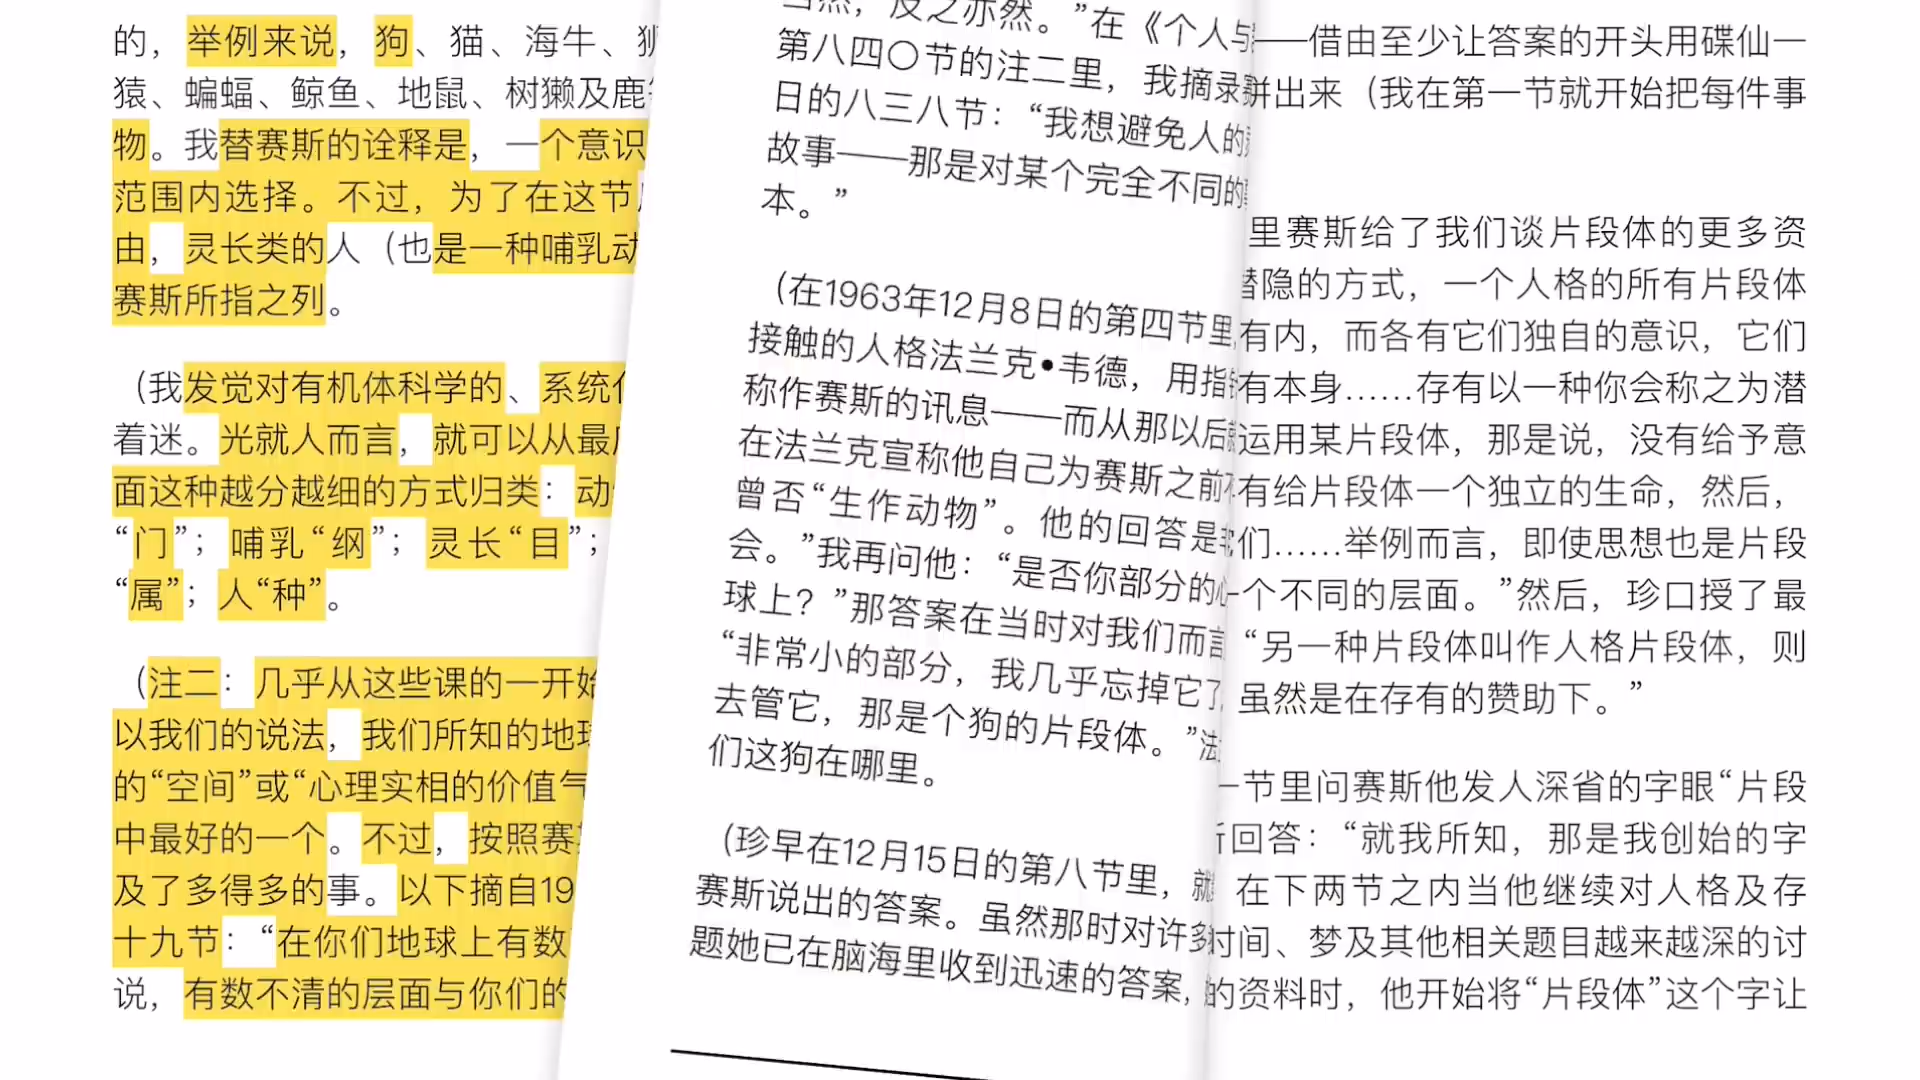 的，举例来说，狗、猫、海牛、
猿、蝙蝠、鲸鱼、地鼠、树獭及鹿
物。我替赛斯的诠释是，一个意识
范围内选择。不过，为了在这节
由，灵长类的人（也是一种哺乳动
赛斯所指之列。
（我发觉对有机体科学的、系统
着迷。光就人而言，就可以从最
面这种越分越细的方式归类：动
“门”；哺乳“纲”；灵长“目”；
“属”；人“种”。
（注二：几乎从这些课的一开始
以我们的说法，我们所知的地球
的“空间”或“心理实相的价值气
中最好的一个。不过，按照赛
及了多得多的事。以下摘自19
十九节：“在你们地球上有数
说，有数不清的层面与你们的
当然，反之亦然。”在《个人与
第八四〇节的注二里，我摘录
日的八三八节：“我想避免人的
故事——那是对某个完全不同的
本。”
（在1963年12月8日的第四节里
接触的人格法兰克•韦德，用指
称作赛斯的讯息——而从那以后
在法兰克宣称他自己为赛斯之前
曾否“生作动物”。他的回答是
会。”我再问他：“是否你部分的心
球上？”那答案在当时对我们而言
“非常小的部分，我几乎忘掉它了
去管它，那是个狗的片段体。”法
们这狗在哪里。
（珍早在12月15日的第八节里，就
赛斯说出的答案。虽然那时对许多
题她已在脑海里收到迅速的答案，
——借由至少让答案的开头用碟仙一
拼出来（我在第一节就开始把每件事
里赛斯给了我们谈片段体的更多资
潜隐的方式，一个人格的所有片段体
有内，而各有它们独自的意识，它们
有本身……存有以一种你会称之为潜
运用某片段体，那是说，没有给予意
有给片段体一个独立的生命，然后，
们……举例而言，即使思想也是片段
一个不同的层面。”然后，珍口授了最
“另一种片段体叫作人格片段体，则
虽然是在存有的赞助下。”
一节里问赛斯他发人深省的字眼“片段
回答：“就我所知，那是我创始的字
在下两节之内当他继续对人格及存
时间、梦及其他相关题目越来越深的讨
的资料时，他开始将“片段体”这个字让